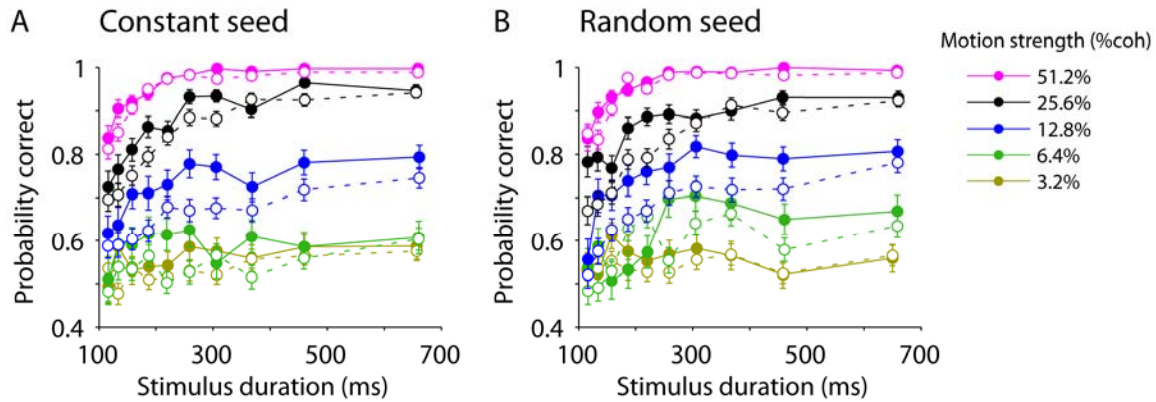 A Constant seed
B Random seed
Motion strength (%coh)
51.2%
25.6%
12.8%
6.4%
3.2%
Probability correct
1
0.8
0.6
0.4
100 300 500 700
Stimulus duration (ms)
Probability correct
1
0.8
0.6
0.4
100 300 500 700
Stimulus duration (ms)